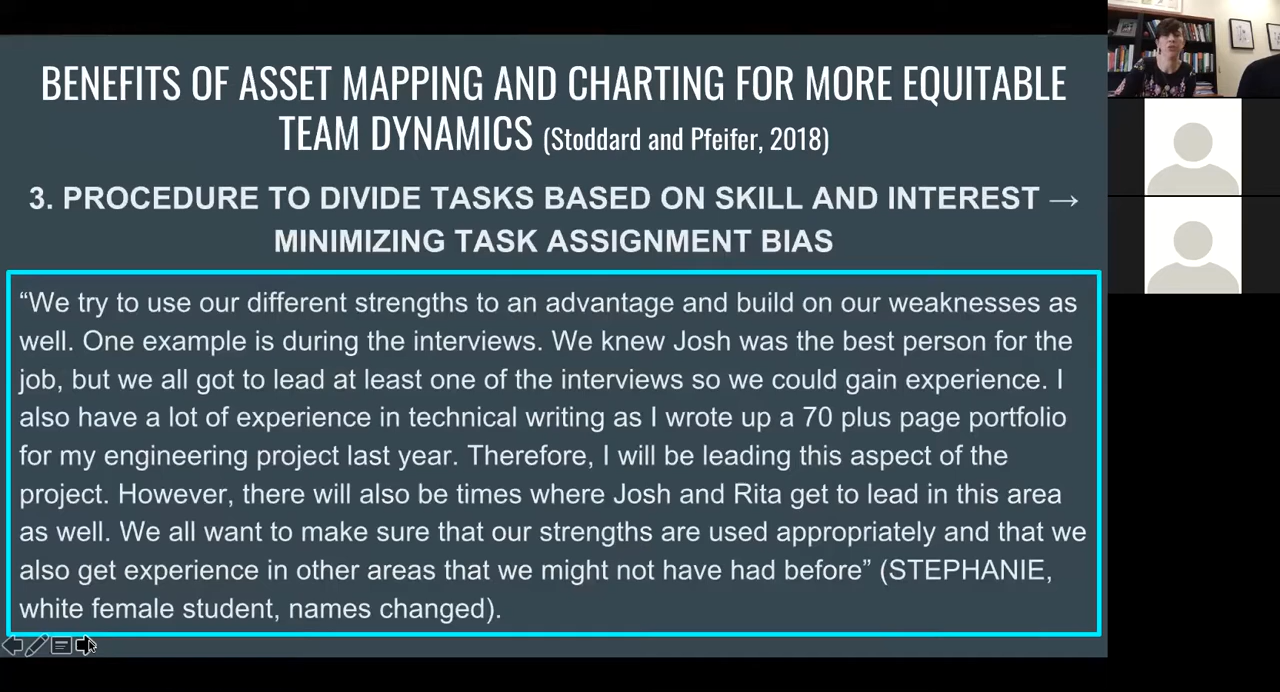 BENEFITS OF ASSET MAPPING AND CHARTING FOR MORE EQUITABLE
TEAM DYNAMICS (Stoddard and Pfeifer, 2018)
3. PROCEDURE TO DIVIDE TASKS BASED ON SKILL AND INTEREST →
MINIMIZING TASK ASSIGNMENT BIAS
“We try to use our different strengths to an advantage and build on our weaknesses as
well. One example is during the interviews. We knew Josh was the best person for the
job, but we all got to lead at least one of the interviews so we could gain experience. I
also have a lot of experience in technical writing as I wrote up a 70 plus page portfolio
for my engineering project last year. Therefore, I will be leading this aspect of the
project. However, there will also be times where Josh and Rita get to lead in this area
as well. We all want to make sure that our strengths are used appropriately and that we
also get experience in other areas that we might not have had before” (STEPHANIE,
white female student, names changed).